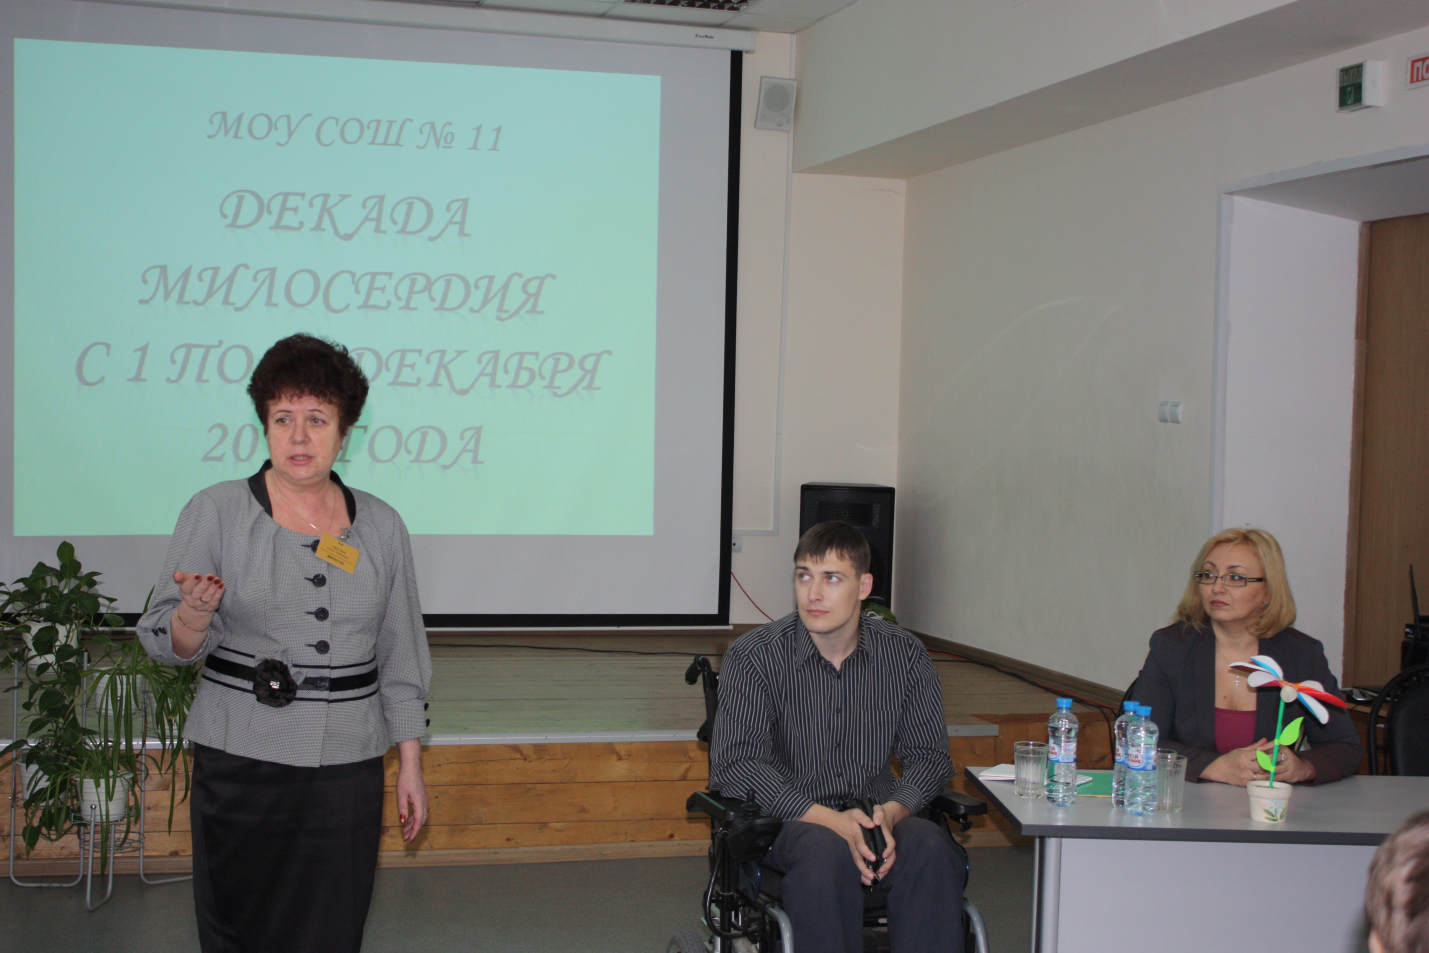 МОУ СОШ № 11
ДЕКАДА
МИЛОСЕРДИЯ
С 1 ПО ДЕКАБРЯ
ГОДА